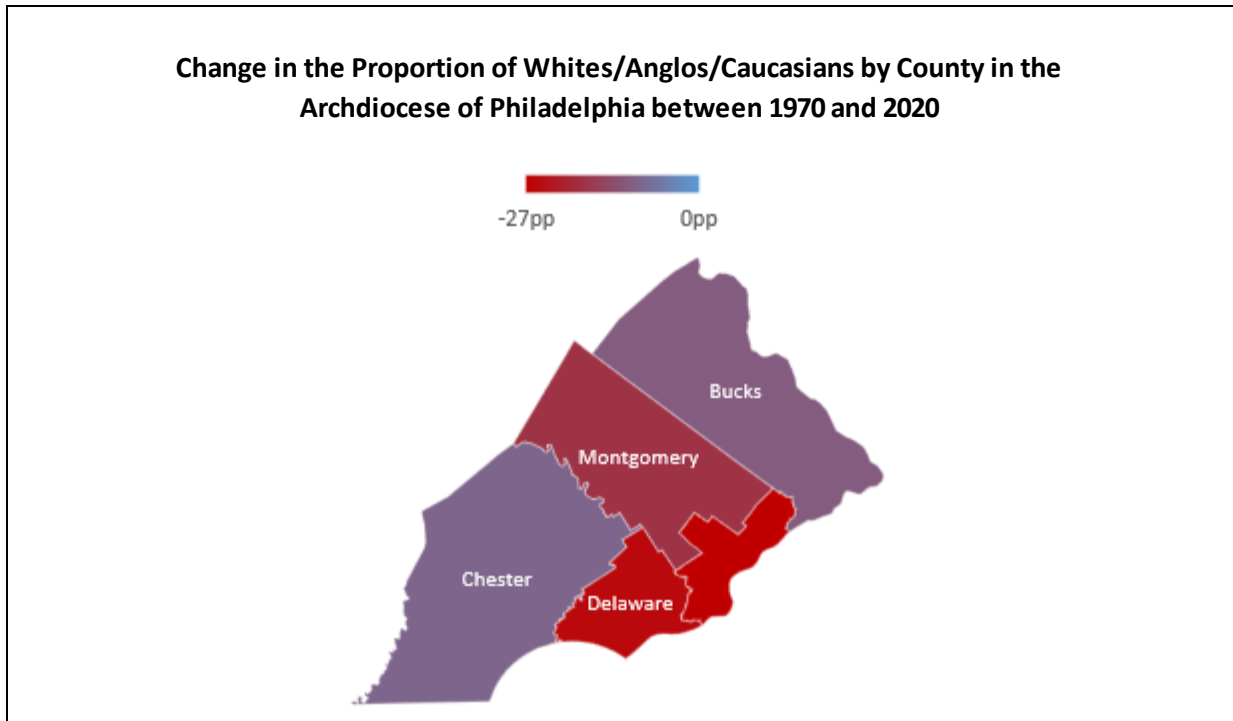 Change in the Proportion of Whites/Anglos/Caucasians by County in the
Archdiocese of Philadelphia between 1970 and 2020
-27pp 0pp
Bucks
Montgomery
Chester
Delaware